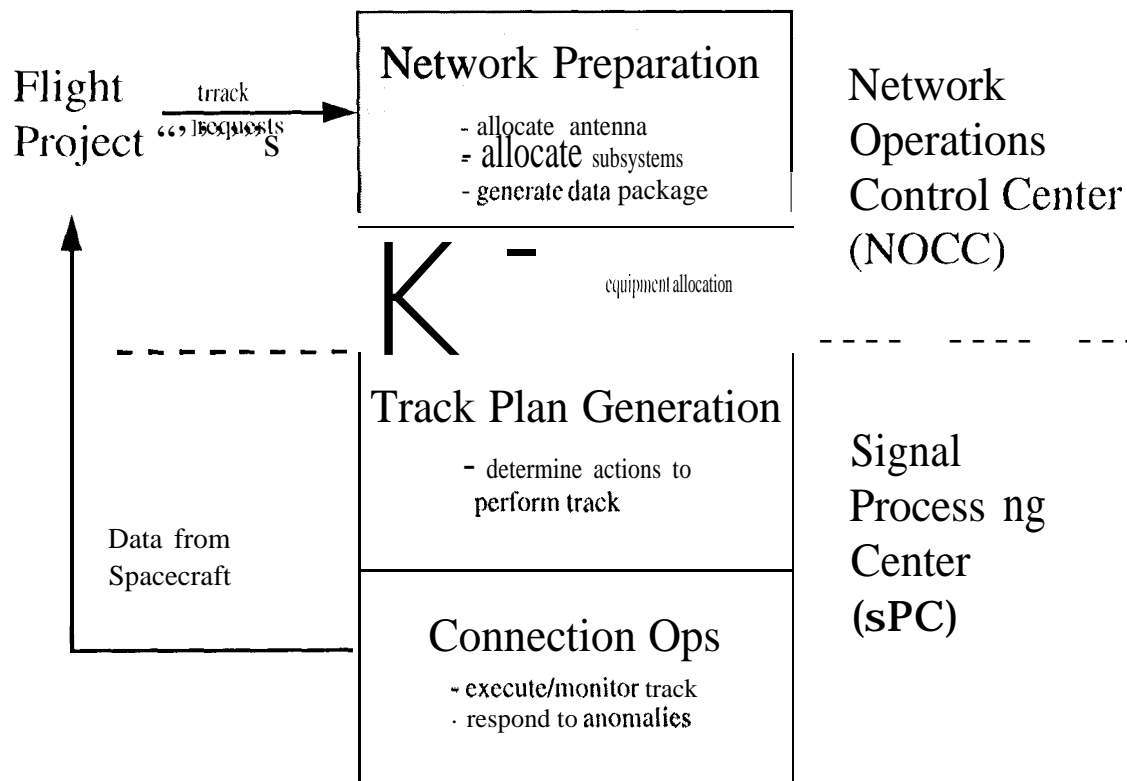 Flight
Project
track
requests
Network Preparation
- allocate antenna
- allocate subsystems
- generate data package
Network
Operations
Control Center
(NOCC)
K -
equipment allocation
Track Plan Generation
- determine actions to
perform track
Signal
Process ng
Center
(sPC)
Data from
Spacecraft
Connection Ops
- execute/monitor track
· respond to anomalies